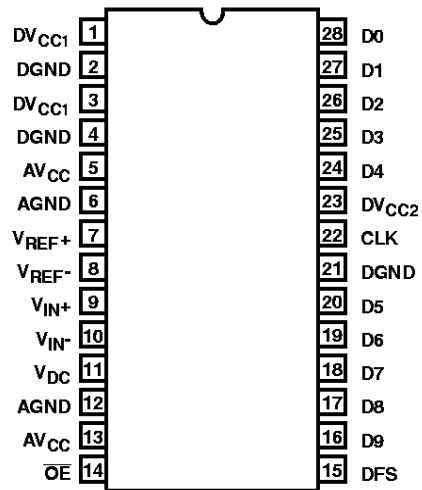 DVCC1 1 28 D0
DGND 2 27 D1
DVCC1 3 26 D2
DGND 4 25 D3
AVCC 5 24 D4
AGND 6 23 DVCC2
VREF+ 7 22 CLK
VREF- 8 21 DGND
VIN+ 9 20 D5
VIN- 10 19 D6
VDC 11 18 D7
AGND 12 17 D8
AVCC 13 16 D9
O̅E̅ 14 15 DFS